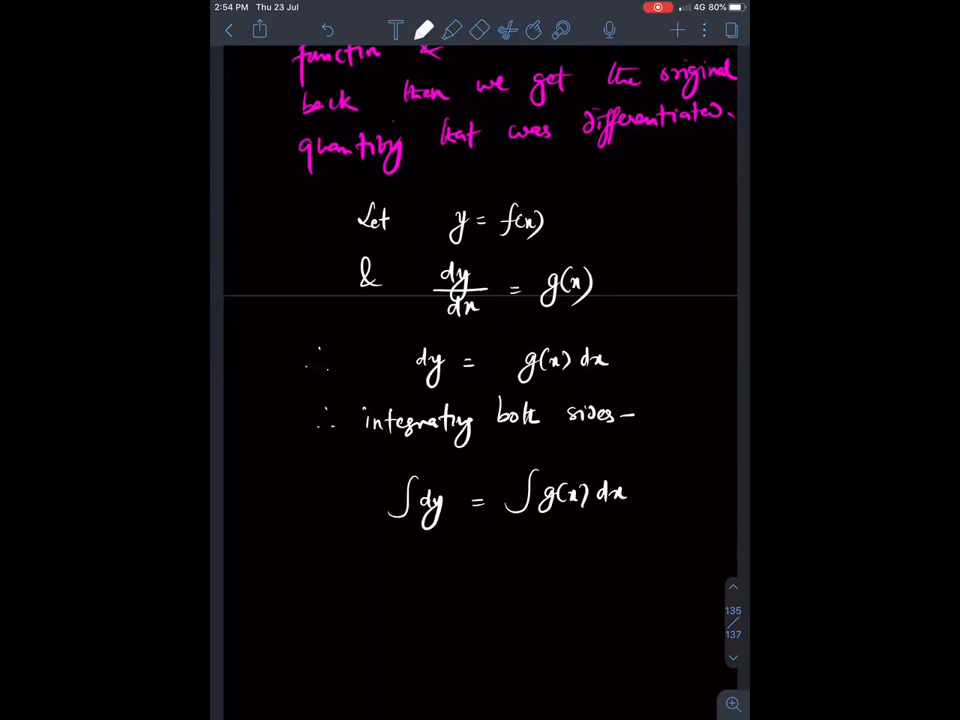 2:54 PM Thu 23 Jul
4G 80%
functin &
back then we get the original
quantity that was differentiated.
Let y = f(x)
& dy/dx = g(x)
∴ dy = g(x) dx
∴ integrating both sides -
∫ dy = ∫ g(x) dx
135
/
137